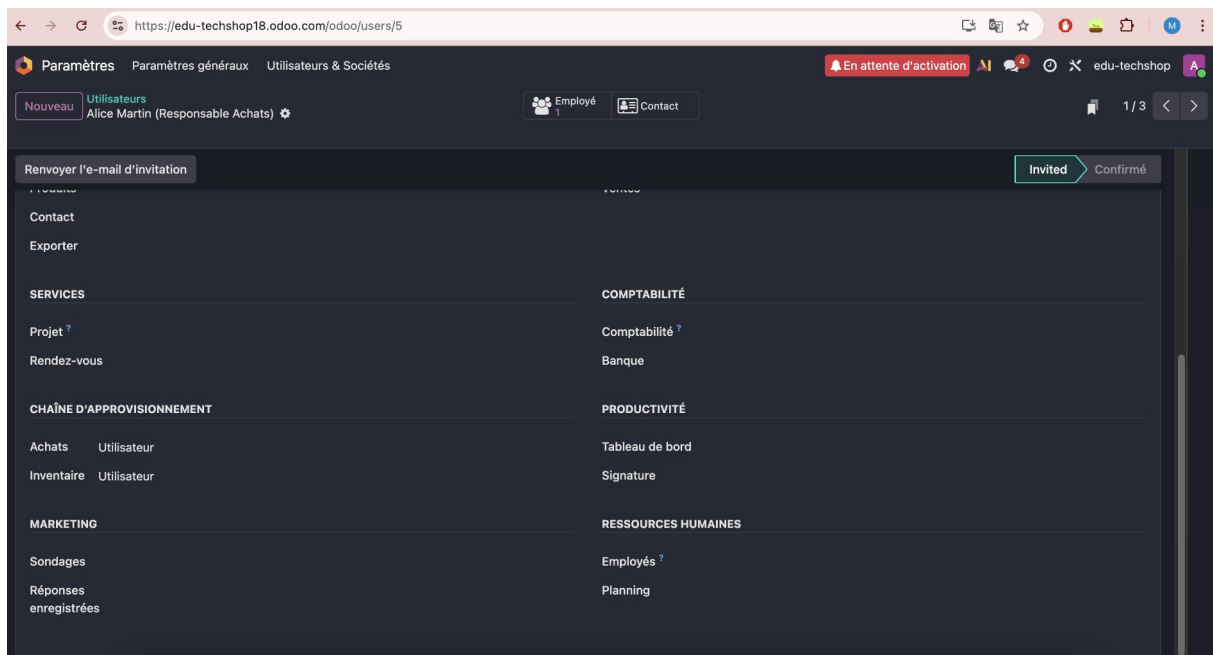 https://edu-techshop18.odoo.com/odoo/users/5
M
Paramètres Paramètres généraux Utilisateurs & Sociétés
En attente d'activation 4 edu-techshop A
Nouveau Utilisateurs
Alice Martin (Responsable Achats)
Employé
1
Contact
1 / 3
Renvoyer l'e-mail d'invitation
Invited Confirmé
Produits Ventes
Contact
Exporter
SERVICES COMPTABILITÉ
Projet ? Comptabilité ?
Rendez-vous Banque
CHAÎNE D'APPROVISIONNEMENT PRODUCTIVITÉ
Achats Utilisateur Tableau de bord
Inventaire Utilisateur Signature
MARKETING RESSOURCES HUMAINES
Sondages Employés ?
Réponses Planning
enregistrées